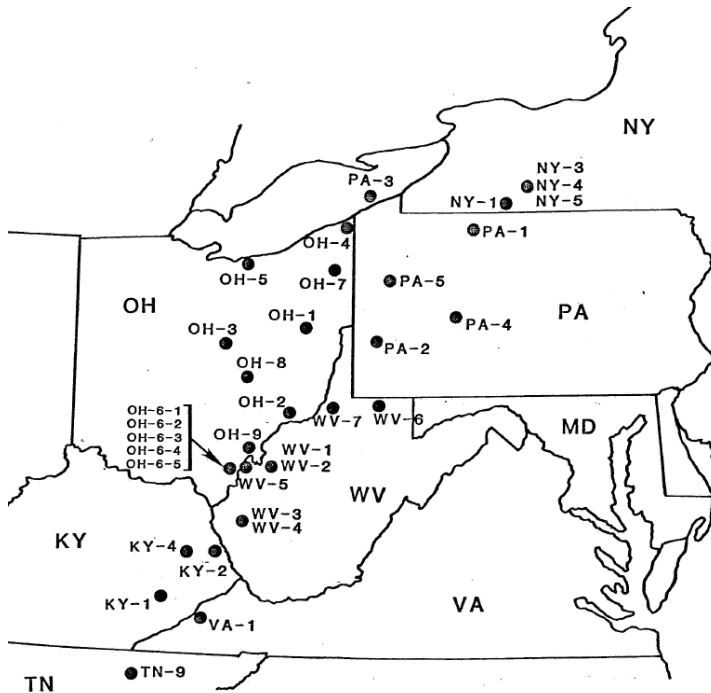 NY
PA-3
NY-3
NY-4
NY-5
NY-1
OH-4
PA-1
OH-5
OH-7
PA-5
OH
OH-1
OH-3
PA-4
PA
PA-2
OH-8
OH-2
WV-7
WV-6
OH-6-1
OH-6-2
OH-6-3
OH-6-4
OH-6-5
MD
OH-9
WV-1
WV-2
WV-5
WV
WV-3
WV-4
KY
KY-4
KY-2
KY-1
VA
VA-1
TN-9
TN